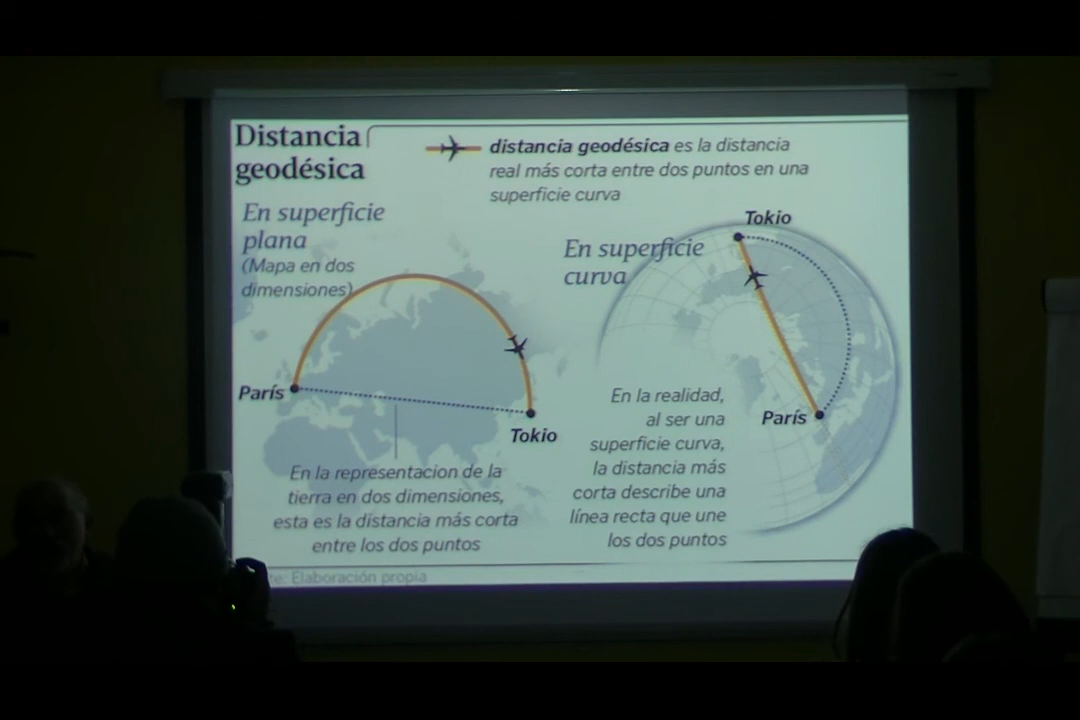 Distancia
geodésica
distancia geodésica es la distancia
real más corta entre dos puntos en una
superficie curva
En superficie
plana
(Mapa en dos
dimensiones)
París
Tokio
En la representacion de la
tierra en dos dimensiones,
esta es la distancia más corta
entre los dos puntos
En superficie
curva
Tokio
París
En la realidad,
al ser una
superficie curva,
la distancia más
corta describe una
línea recta que une
los dos puntos
Elaboración propia